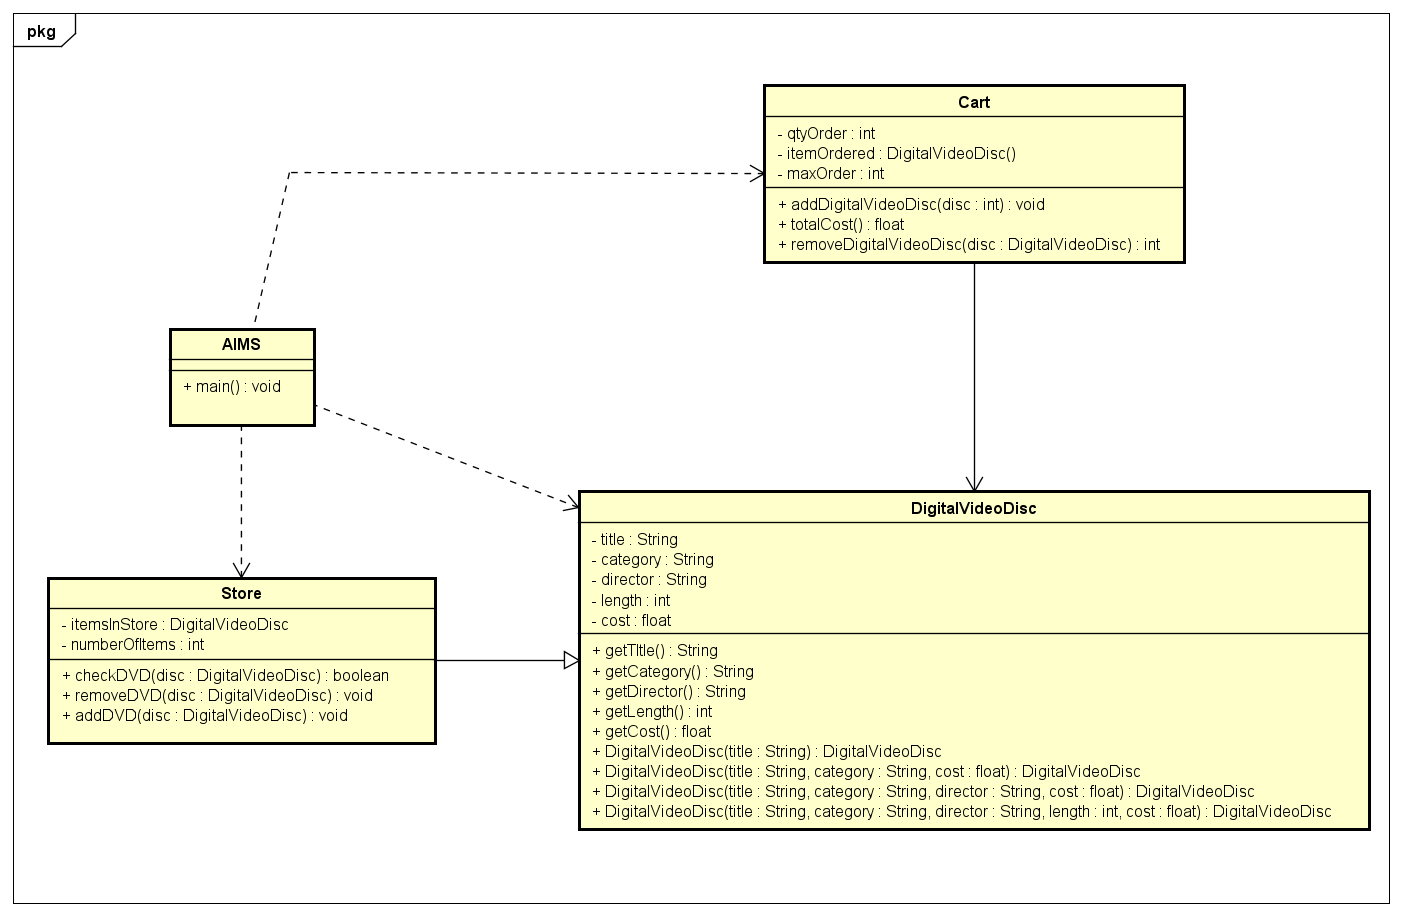 pkg
Cart
- qtyOrder : int
- itemOrdered : DigitalVideoDisc()
- maxOrder : int
+ addDigitalVideoDisc(disc : int) : void
+ totalCost() : float
+ removeDigitalVideoDisc(disc : DigitalVideoDisc) : int
AIMS
+ main() : void
DigitalVideoDisc
- title : String
- category : String
- director : String
- length : int
- cost : float
+ getTItle() : String
+ getCategory() : String
+ getDirector() : String
+ getLength() : int
+ getCost() : float
+ DigitalVideoDisc(title : String) : DigitalVideoDisc
+ DigitalVideoDisc(title : String, category : String, cost : float) : DigitalVideoDisc
+ DigitalVideoDisc(title : String, category : String, director : String, cost : float) : DigitalVideoDisc
+ DigitalVideoDisc(title : String, category : String, director : String, length : int, cost : float) : DigitalVideoDisc
Store
- itemsInStore : DigitalVideoDisc
- numberOfItems : int
+ checkDVD(disc : DigitalVideoDisc) : boolean
+ removeDVD(disc : DigitalVideoDisc) : void
+ addDVD(disc : DigitalVideoDisc) : void